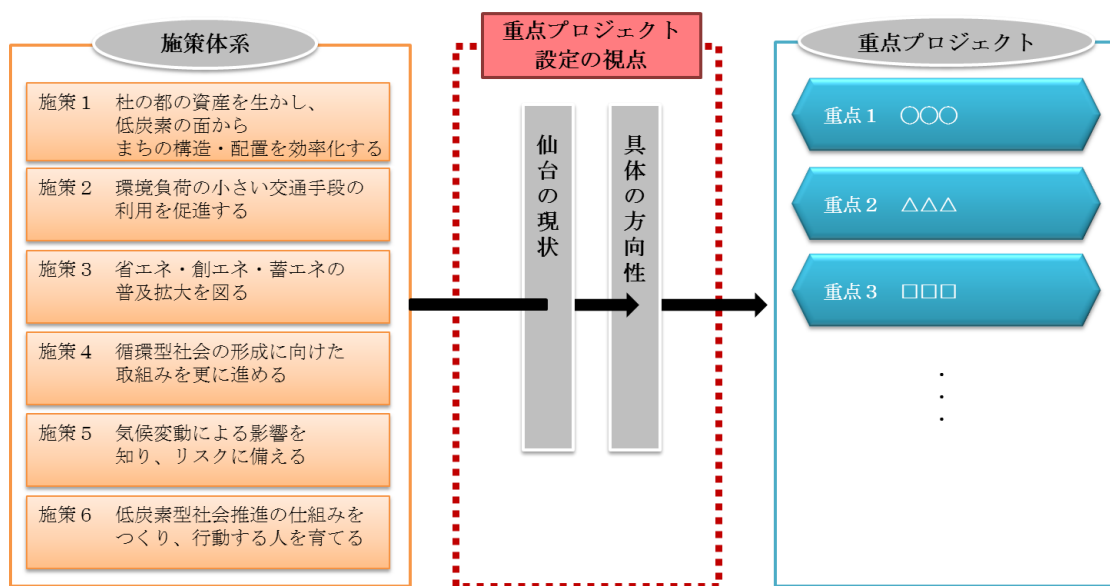 施策体系
施策１　杜の都の資産を生かし、
低炭素の面から
まちの構造・配置を効率化する
施策２　環境負荷の小さい交通手段の
利用を促進する
施策３　省エネ・創エネ・蓄エネの
普及拡大を図る
施策４　循環型社会の形成に向けた
取組みを更に進める
施策５　気候変動による影響を
知り、リスクに備える
施策６　低炭素型社会推進の仕組みを
つくり、行動する人を育てる
重点プロジェクト
設定の視点
仙台の現状
具体の方向性
重点プロジェクト
重点１　○○○
重点２　△△△
重点３　□□□
・
・
・